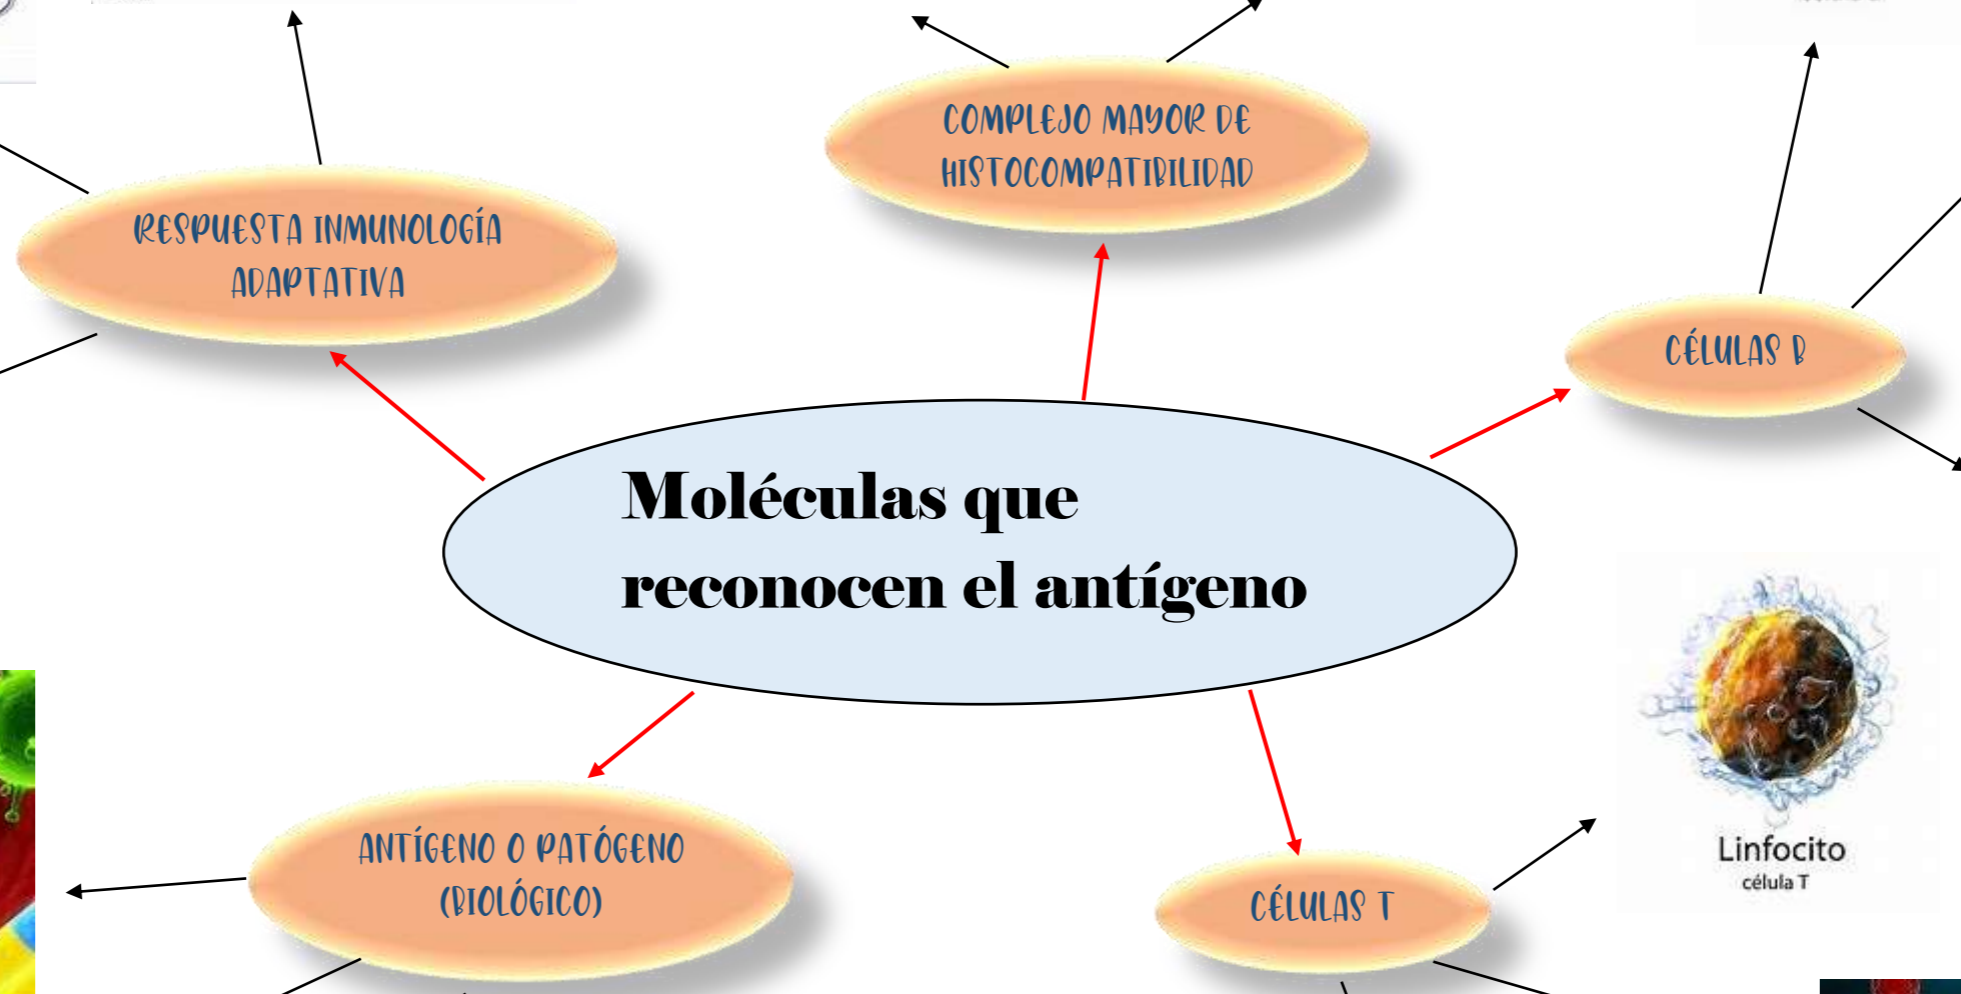 COMPLEJO MAYOR DE
HISTOCOMPATIBILIDAD
RESPUESTA INMUNOLOGÍA
ADAPTATIVA
CÉLULAS B
Moléculas que
reconocen el antígeno
ANTÍGENO O PATÓGENO
(BIOLÓGICO)
CÉLULAS T
Linfocito
célula T